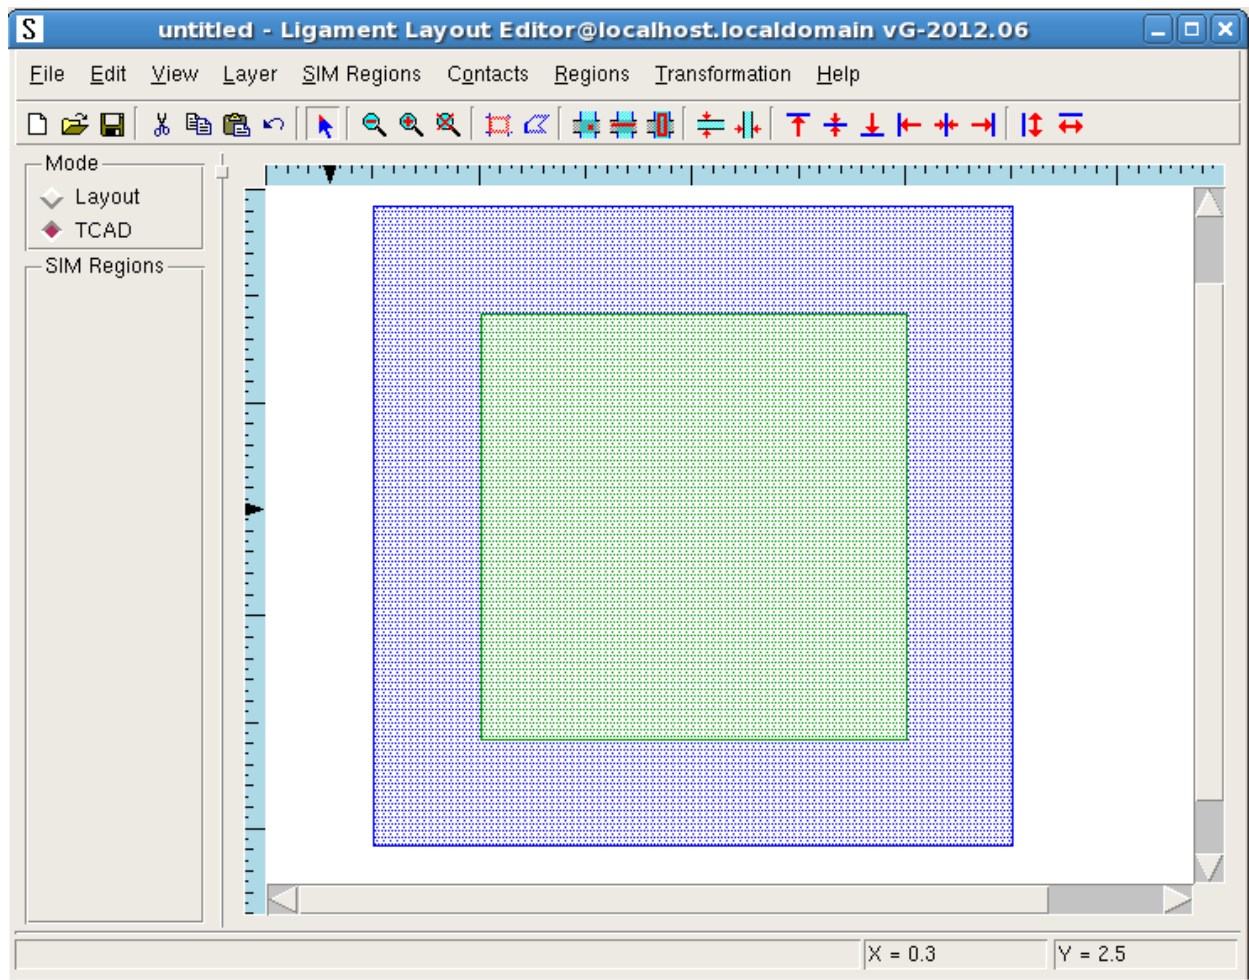 S untitled - Ligament Layout Editor@localhost.localdomain vG-2012.06
File Edit View Layer SIM Regions Contacts Regions Transformation Help
Mode
Layout
TCAD
SIM Regions
X = 0.3 Y = 2.5